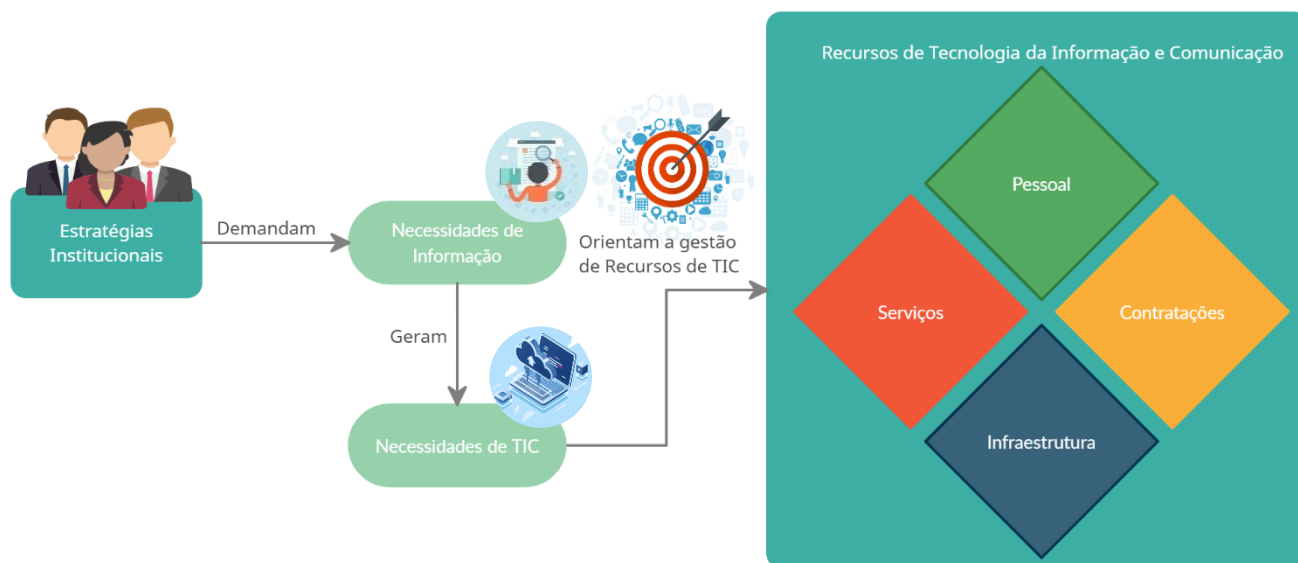 Estratégias
Institucionais
Demandam
Necessidades de
Informação
Geram
Necessidades de TIC
Orientam a gestão
de Recursos de TIC
Recursos de Tecnologia da Informação e Comunicação
Pessoal
Serviços
Contratações
Infraestrutura